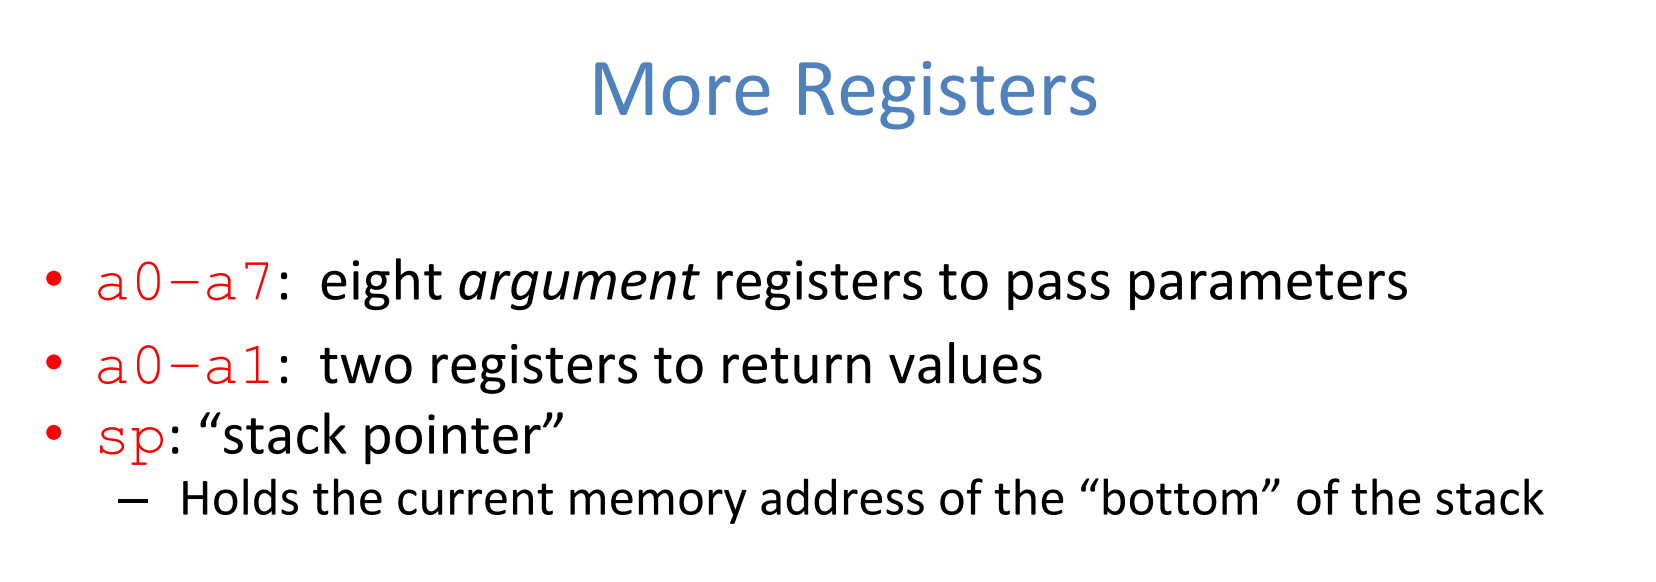 More Registers
• a0-a7: eight argument registers to pass parameters
• a0-a1: two registers to return values
• sp: “stack pointer”
– Holds the current memory address of the “bottom” of the stack